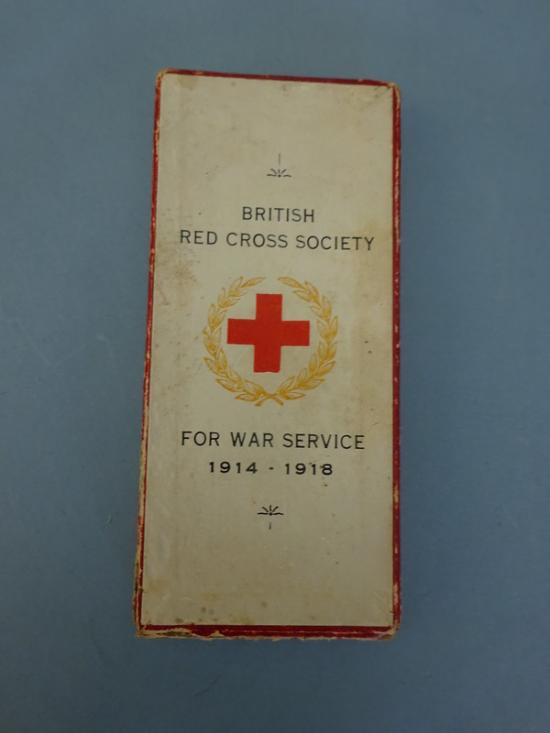 BRITISH
RED CROSS SOCIETY
FOR WAR SERVICE
1914 - 1918